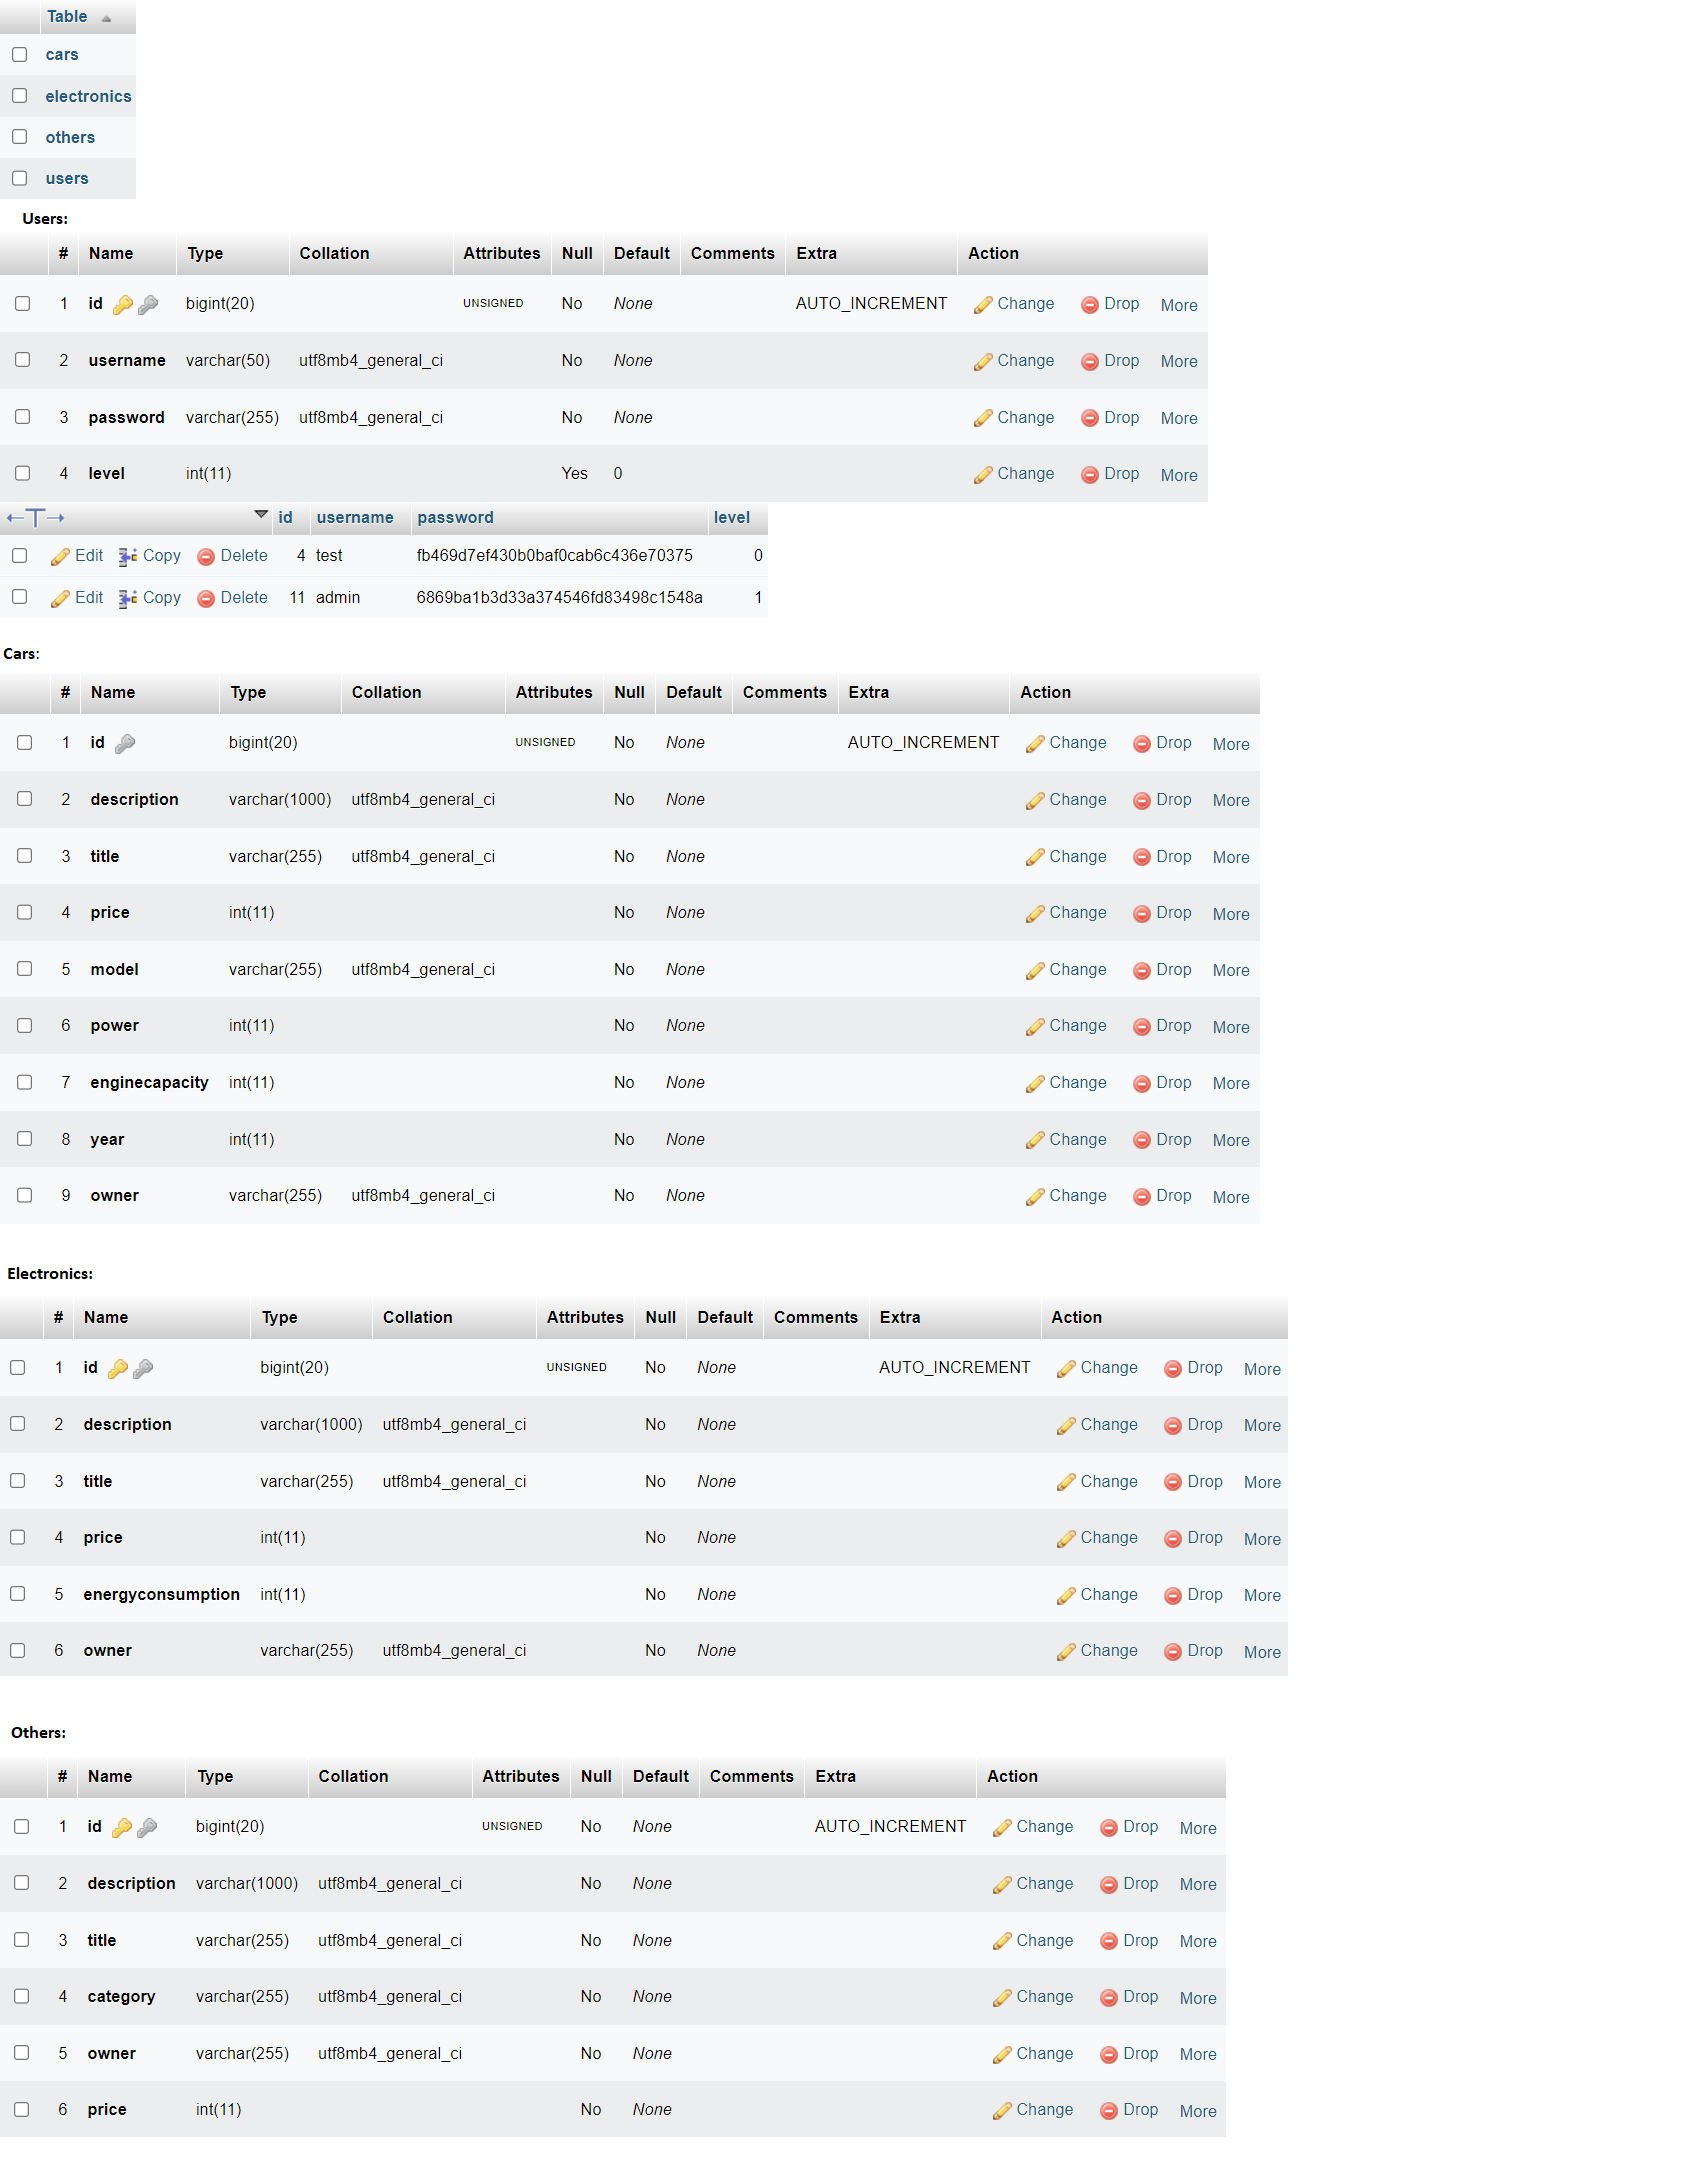 Table
cars
electronics
others
users
Users:
# Name Type Collation Attributes Null Default Comments Extra Action
1 id bigint(20) UNSIGNED No None AUTO_INCREMENT Change Drop More
2 username varchar(50) utf8mb4_general_ci No None Change Drop More
3 password varchar(255) utf8mb4_general_ci No None Change Drop More
4 level int(11) Yes 0 Change Drop More
←T→ id username password level
Edit Copy Delete 4 test fb469d7ef430b0baf0cab6c436e70375 0
Edit Copy Delete 11 admin 6869ba1b3d33a374546fd83498c1548a 1
Cars:
# Name Type Collation Attributes Null Default Comments Extra Action
1 id bigint(20) UNSIGNED No None AUTO_INCREMENT Change Drop More
2 description varchar(1000) utf8mb4_general_ci No None Change Drop More
3 title varchar(255) utf8mb4_general_ci No None Change Drop More
4 price int(11) No None Change Drop More
5 model varchar(255) utf8mb4_general_ci No None Change Drop More
6 power int(11) No None Change Drop More
7 enginecapacity int(11) No None Change Drop More
8 year int(11) No None Change Drop More
9 owner varchar(255) utf8mb4_general_ci No None Change Drop More
Electronics:
# Name Type Collation Attributes Null Default Comments Extra Action
1 id bigint(20) UNSIGNED No None AUTO_INCREMENT Change Drop More
2 description varchar(1000) utf8mb4_general_ci No None Change Drop More
3 title varchar(255) utf8mb4_general_ci No None Change Drop More
4 price int(11) No None Change Drop More
5 energyconsumption int(11) No None Change Drop More
6 owner varchar(255) utf8mb4_general_ci No None Change Drop More
Others:
# Name Type Collation Attributes Null Default Comments Extra Action
1 id bigint(20) UNSIGNED No None AUTO_INCREMENT Change Drop More
2 description varchar(1000) utf8mb4_general_ci No None Change Drop More
3 title varchar(255) utf8mb4_general_ci No None Change Drop More
4 category varchar(255) utf8mb4_general_ci No None Change Drop More
5 owner varchar(255) utf8mb4_general_ci No None Change Drop More
6 price int(11) No None Change Drop More